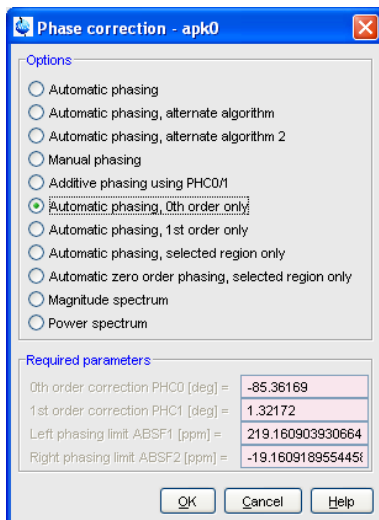 Phase correction - apk0
Options
Automatic phasing
Automatic phasing, alternate algorithm
Automatic phasing, alternate algorithm 2
Manual phasing
Additive phasing using PHC0/1
Automatic phasing, 0th order only
Automatic phasing, 1st order only
Automatic phasing, selected region only
Automatic zero order phasing, selected region only
Magnitude spectrum
Power spectrum
Required parameters
0th order correction PHC0 [deg] = -85.36169
1st order correction PHC1 [deg] = 1.32172
Left phasing limit ABSF1 [ppm] = 219.160903930664
Right phasing limit ABSF2 [ppm] = -19.1609189554458
OK Cancel Help